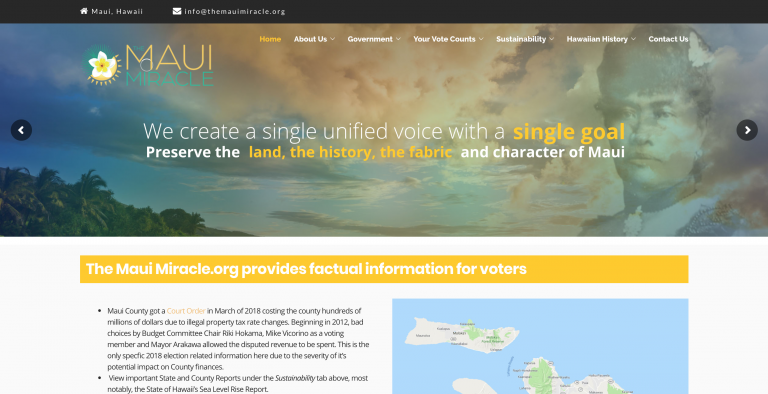 Maui, Hawaii info@themauimiracle.org
Home About Us Government Your Vote Counts Sustainability Hawaiian History Contact Us
MAUI
MIRACLE
We create a single unified voice with a single goal
Preserve the land, the history, the fabric and character of Maui
The Maui Miracle.org provides factual information for voters
Maui County got a Court Order in March of 2018 costing the county hundreds of
millions of dollars due to illegal property tax rate changes. Beginning in 2012, bad
choices by Budget Committee Chair Riki Hokama, Mike Vicorino as a voting
member and Mayor Arakawa allowed the disputed revenue to be spent. This is the
only specfic 2018 election related information here due to the severity of it's
potential impact on County finances.
View important State and County Reports under the Sustainability tab above, most
notably, the State of Hawaii's Sea Level Rise Report.